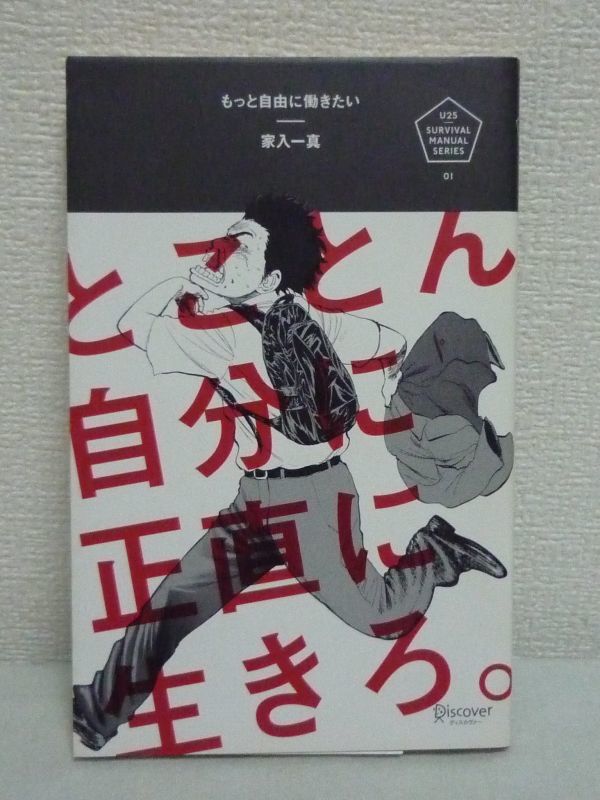 もっと自由に働きたい
家入一真
U25
SURVIVAL
MANUAL
SERIES
01
とことん
自分に
正直に
生きろ。
Discover
ディスカヴァー